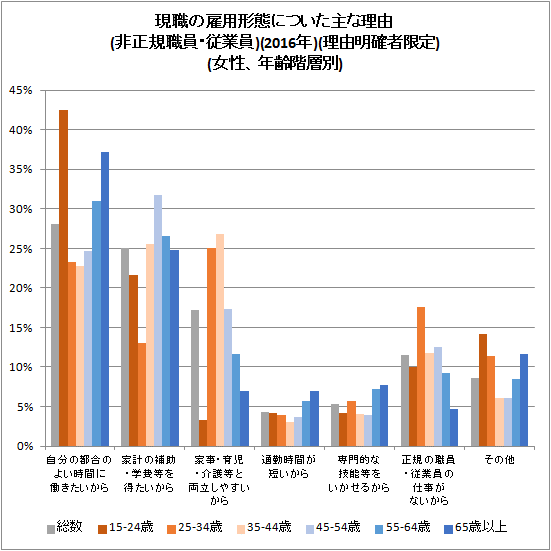 現職の雇用形態についた主な理由
(非正規職員・従業員)(2016年)(理由明確者限定)
(女性、年齢階層別)
45%
40%
35%
30%
25%
20%
15%
10%
5%
0%
自分の都合の
よい時間に
働きたいから
家計の補助
・学費等を
得たいから
家事・育児
・介護等と
両立しやすい
から
通勤時間が
短いから
専門的な
技能等を
いかせるから
正規の職員
・従業員の
仕事が
ないから
その他
総数 15-24歳 25-34歳 35-44歳 45-54歳 55-64歳 65歳以上